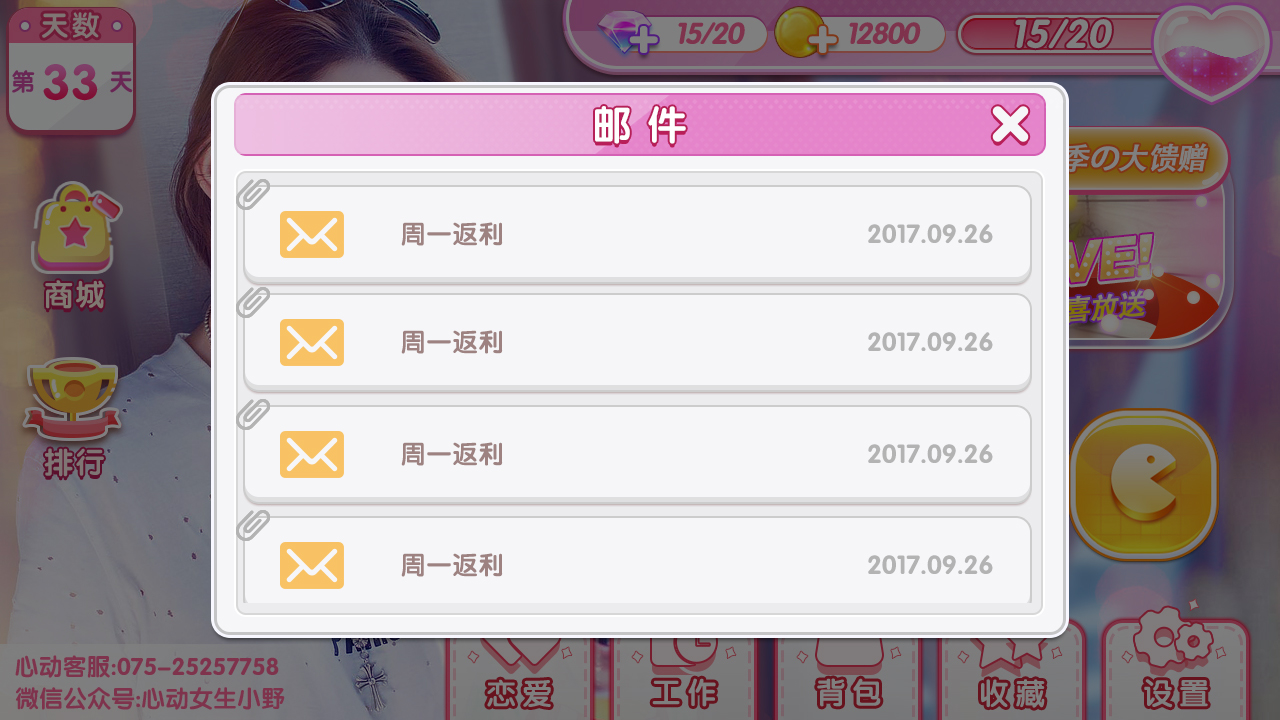 天数
第 33 天
15/20
12800
15/20
邮件
季の大馈赠
周一返利 2017.09.26
VE!
喜放送
周一返利 2017.09.26
商城
周一返利 2017.09.26
排行
周一返利 2017.09.26
心动客服:075-25257758
微信公众号:心动女生小野
恋爱
工作
背包
收藏
设置